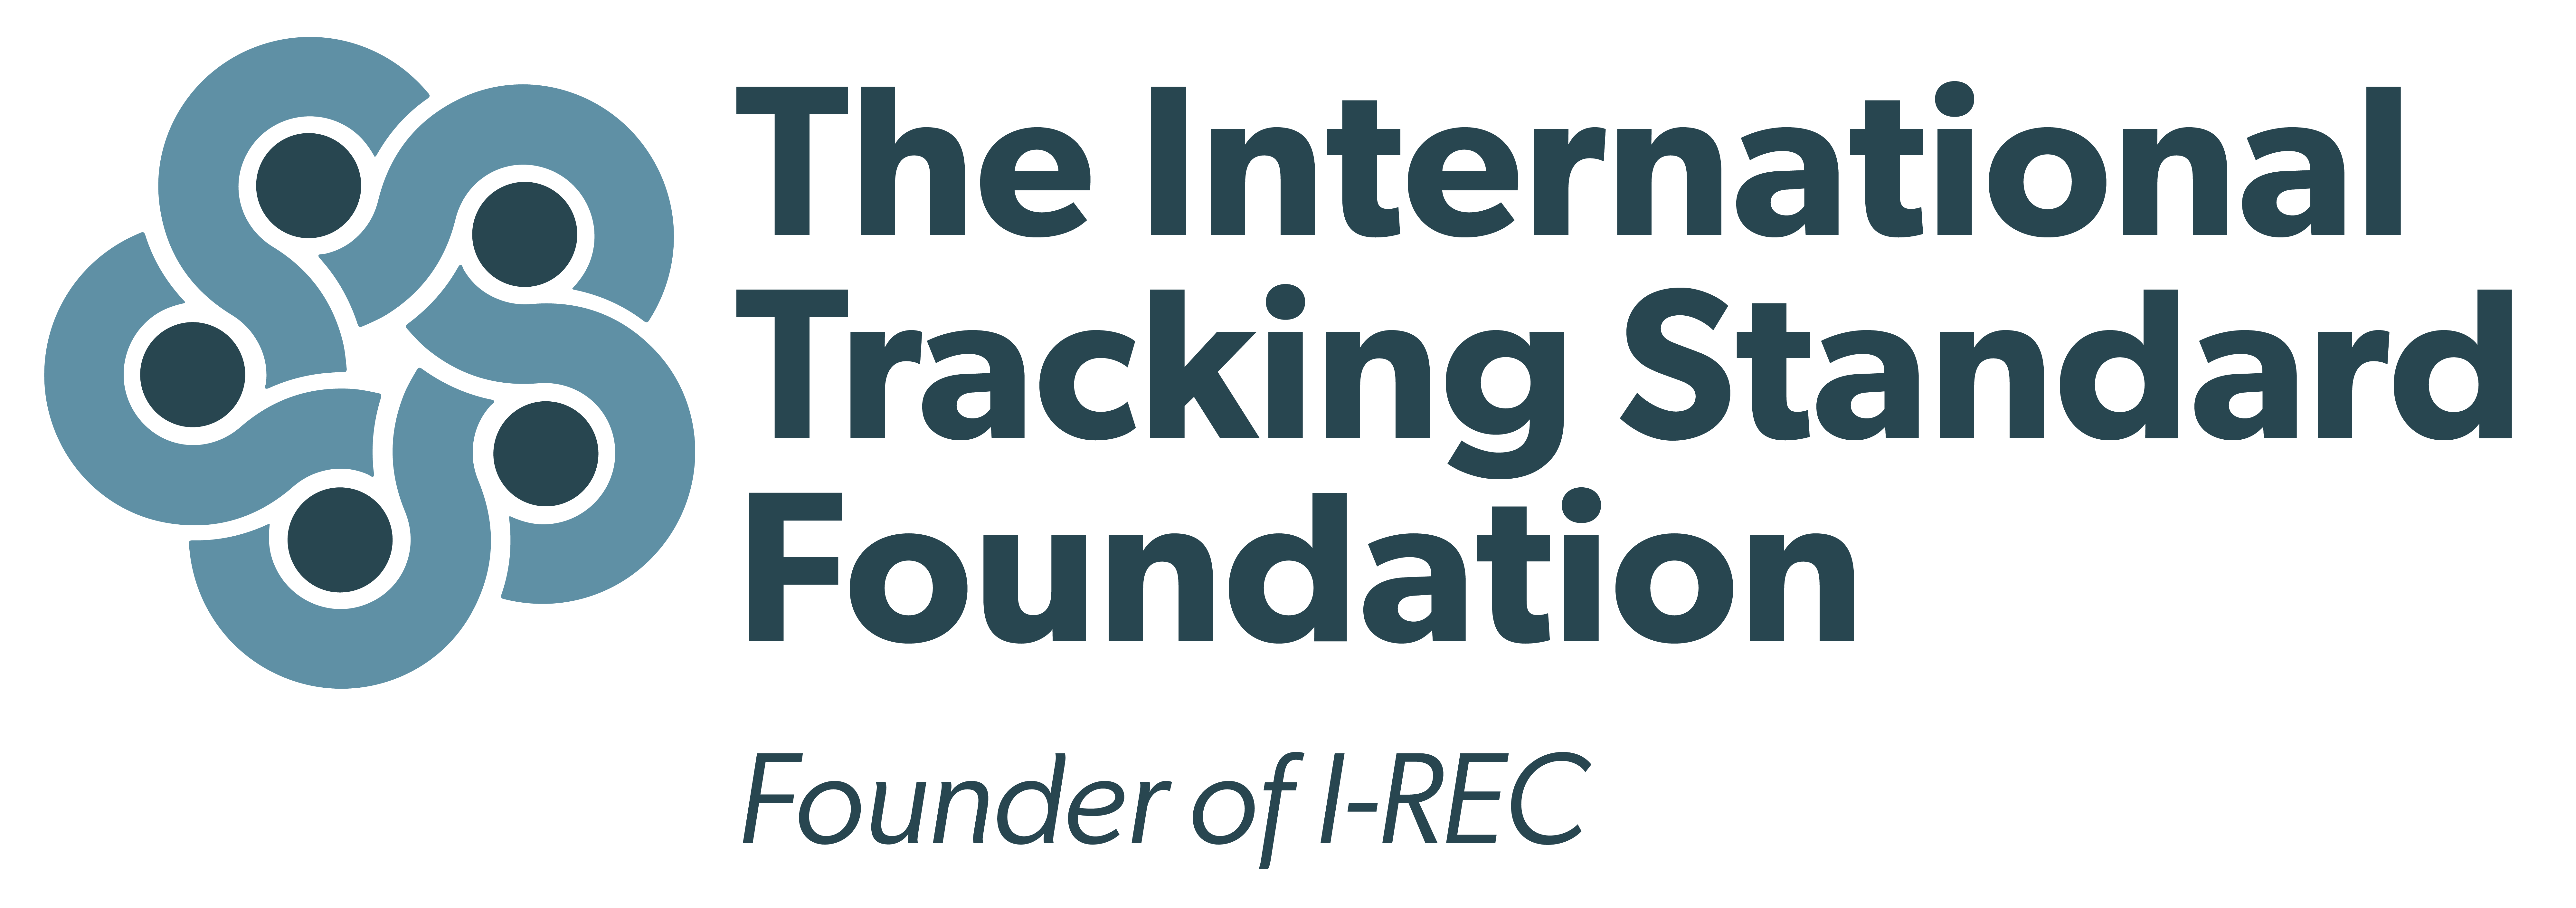 The International
Tracking Standard
Foundation
Founder of I-REC